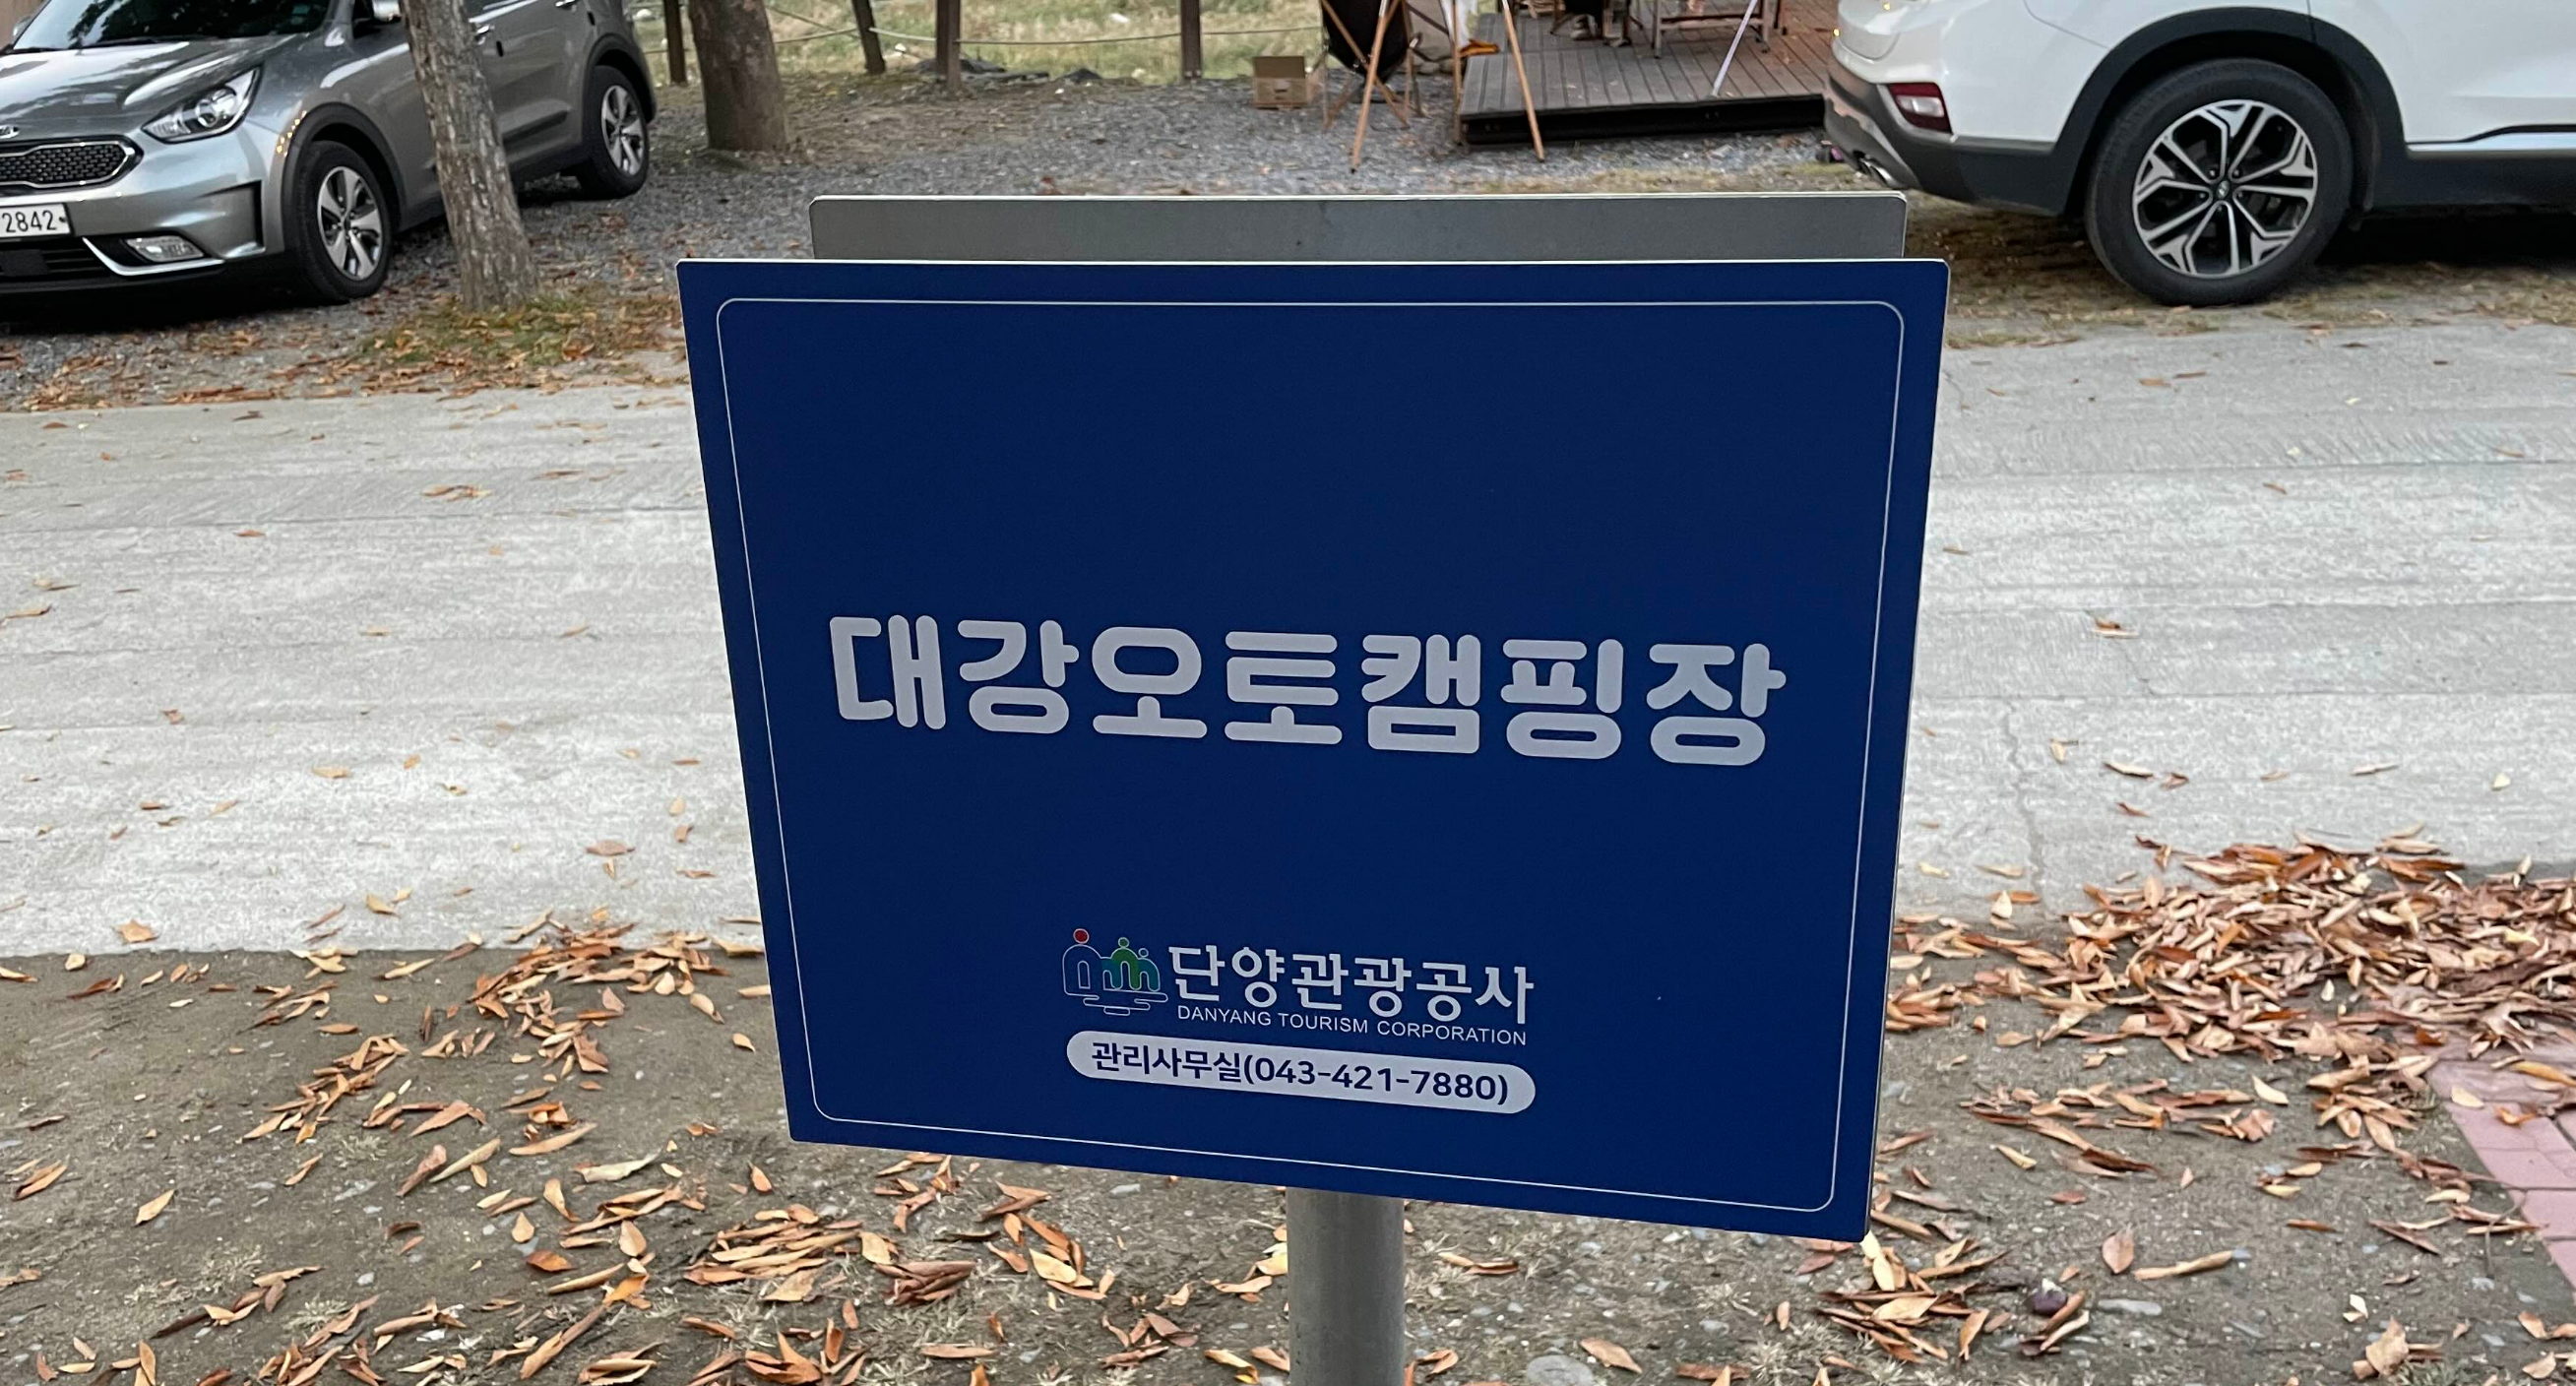 2842
대강오토캠핑장
단양관광공사
DANYANG TOURISM CORPORATION
관리사무실(043-421-7880)